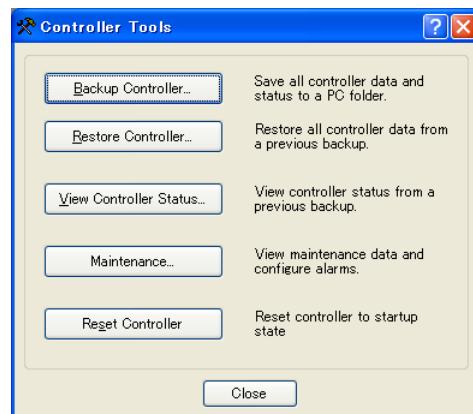 Controller Tools
Backup Controller...
Save all controller data and
status to a PC folder.
Restore Controller...
Restore all controller data from
a previous backup.
View Controller Status...
View controller status from a
previous backup.
Maintenance...
View maintenance data and
configure alarms.
Reset Controller
Reset controller to startup
state
Close